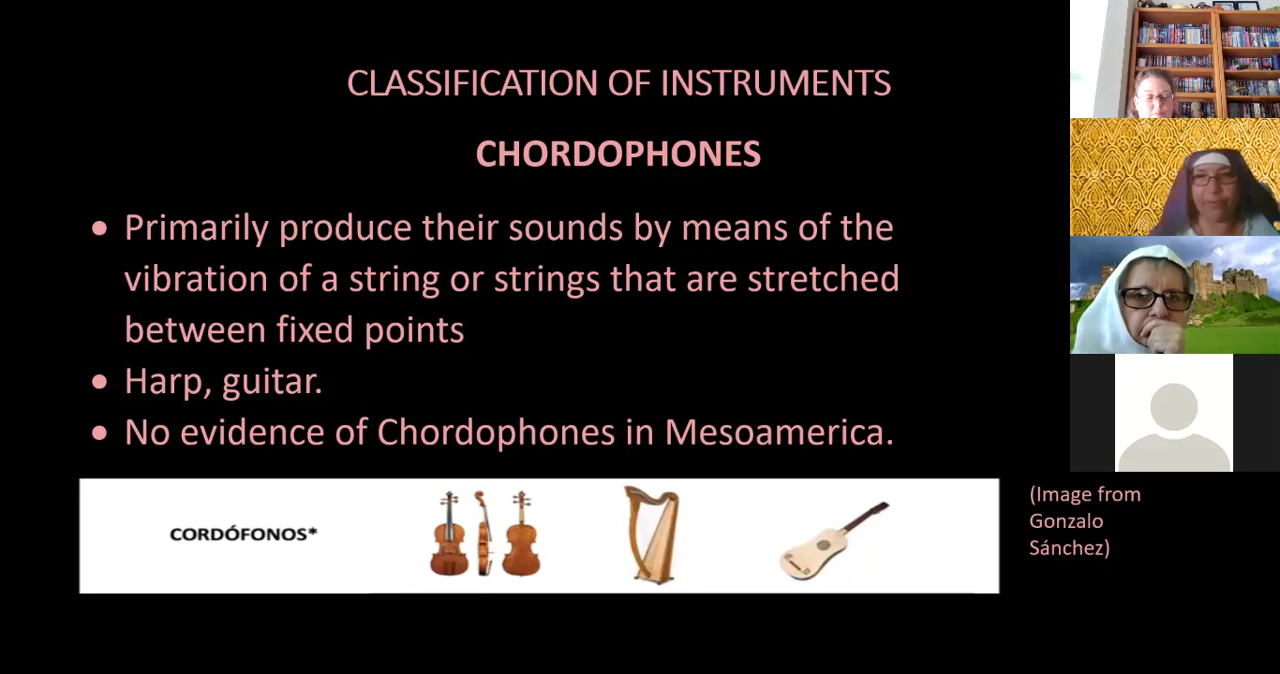 CLASSIFICATION OF INSTRUMENTS
CHORDOPHONES
• Primarily produce their sounds by means of the
vibration of a string or strings that are stretched
between fixed points
• Harp, guitar.
• No evidence of Chordophones in Mesoamerica.
CORDÓFONOS*
(Image from
Gonzalo
Sánchez)